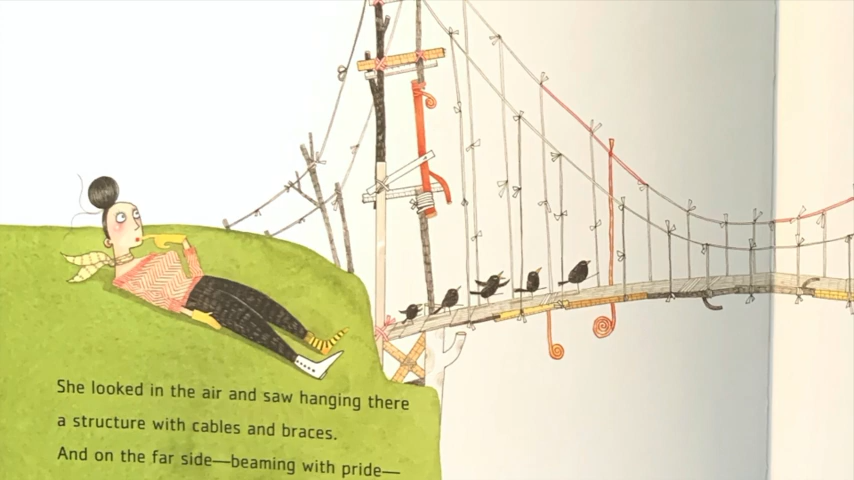 She looked in the air and saw hanging there
a structure with cables and braces.
And on the far side—beaming with pride—